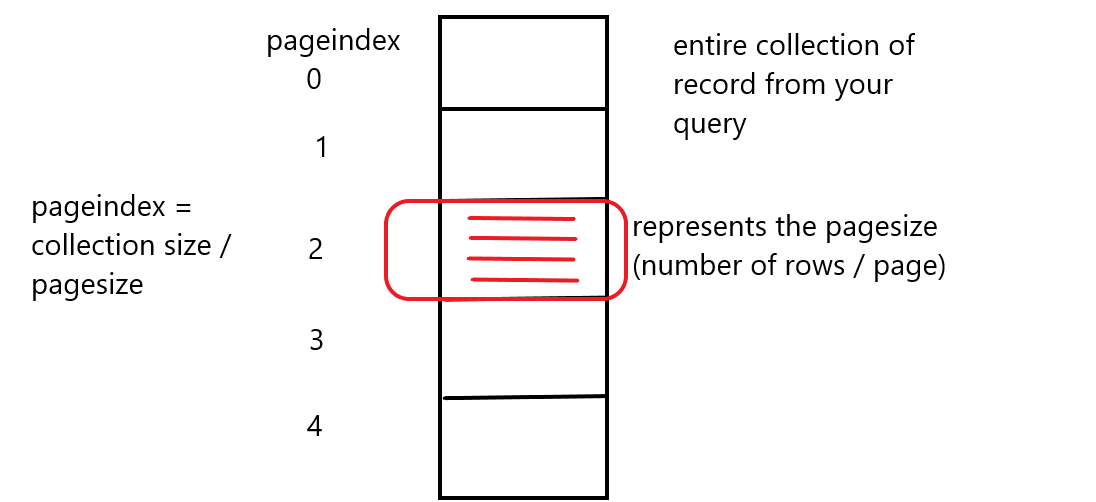 pageindex
0
entire collection of
record from your
query
1
pageindex =
collection size /
pagesize
2
represents the pagesize
(number of rows / page)
3
4